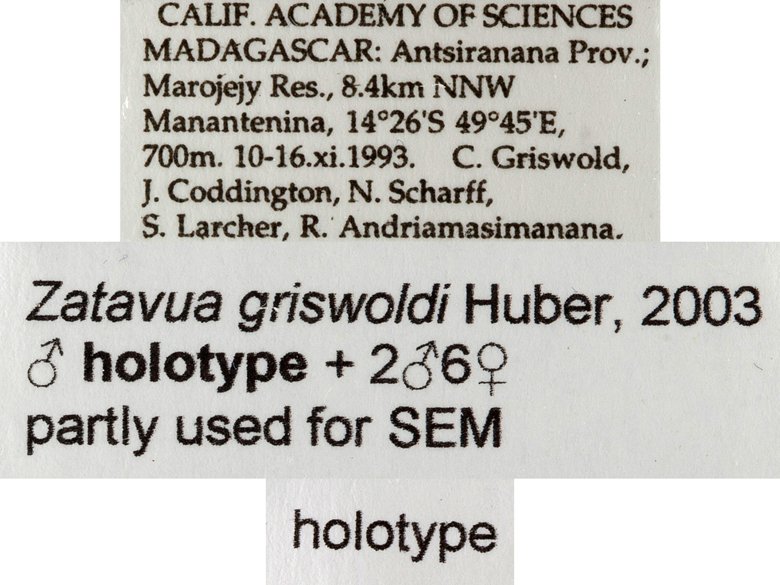 CALIF. ACADEMY OF SCIENCES
MADAGASCAR: Antsiranana Prov.;
Marojejy Res., 8.4km NNW
Manantenina, 14°26'S 49°45'E,
700m. 10-16.xi.1993. C. Griswold,
J. Coddington, N. Scharff,
S. Larcher, R. Andriamasimanana.
Zatavua griswoldi Huber, 2003
♂ holotype + 2♂6♀
partly used for SEM
holotype